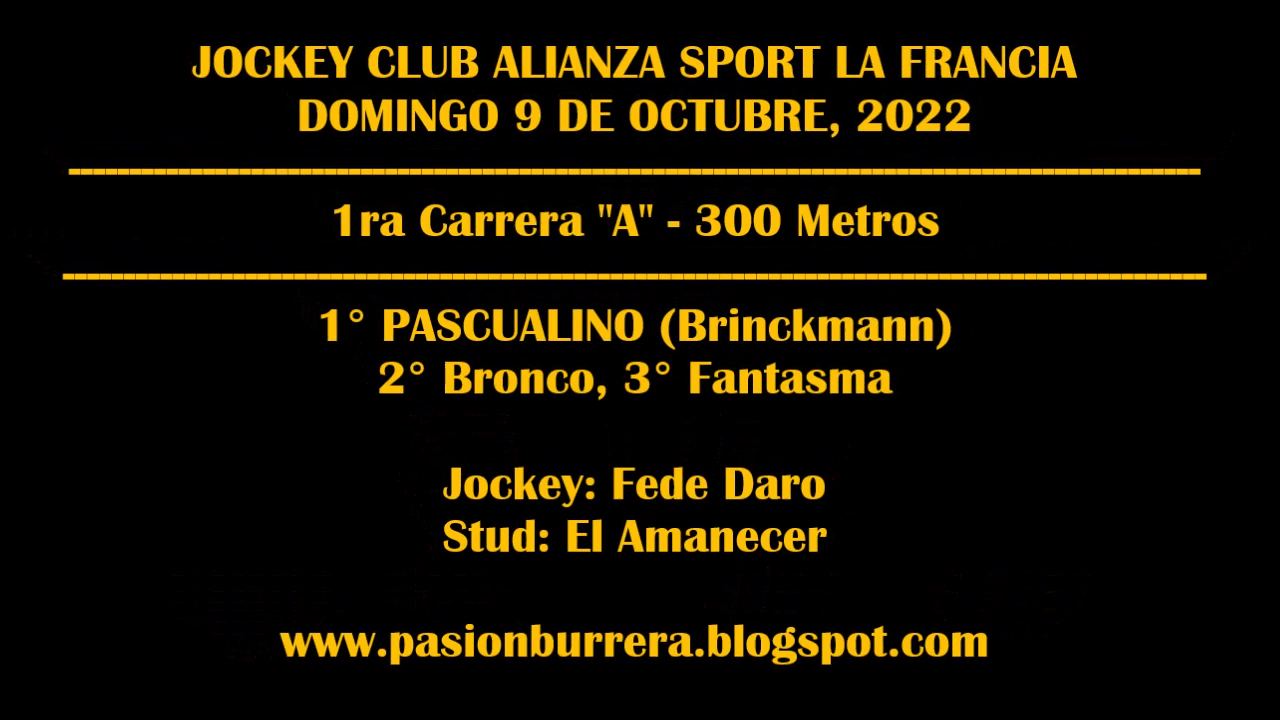 JOCKEY CLUB ALIANZA SPORT LA FRANCIA
DOMINGO 9 DE OCTUBRE, 2022
1ra Carrera "A" - 300 Metros
1° PASCUALINO (Brinckmann)
2° Bronco, 3° Fantasma
Jockey: Fede Daro
Stud: El Amanecer
www.pasionburrera.blogspot.com